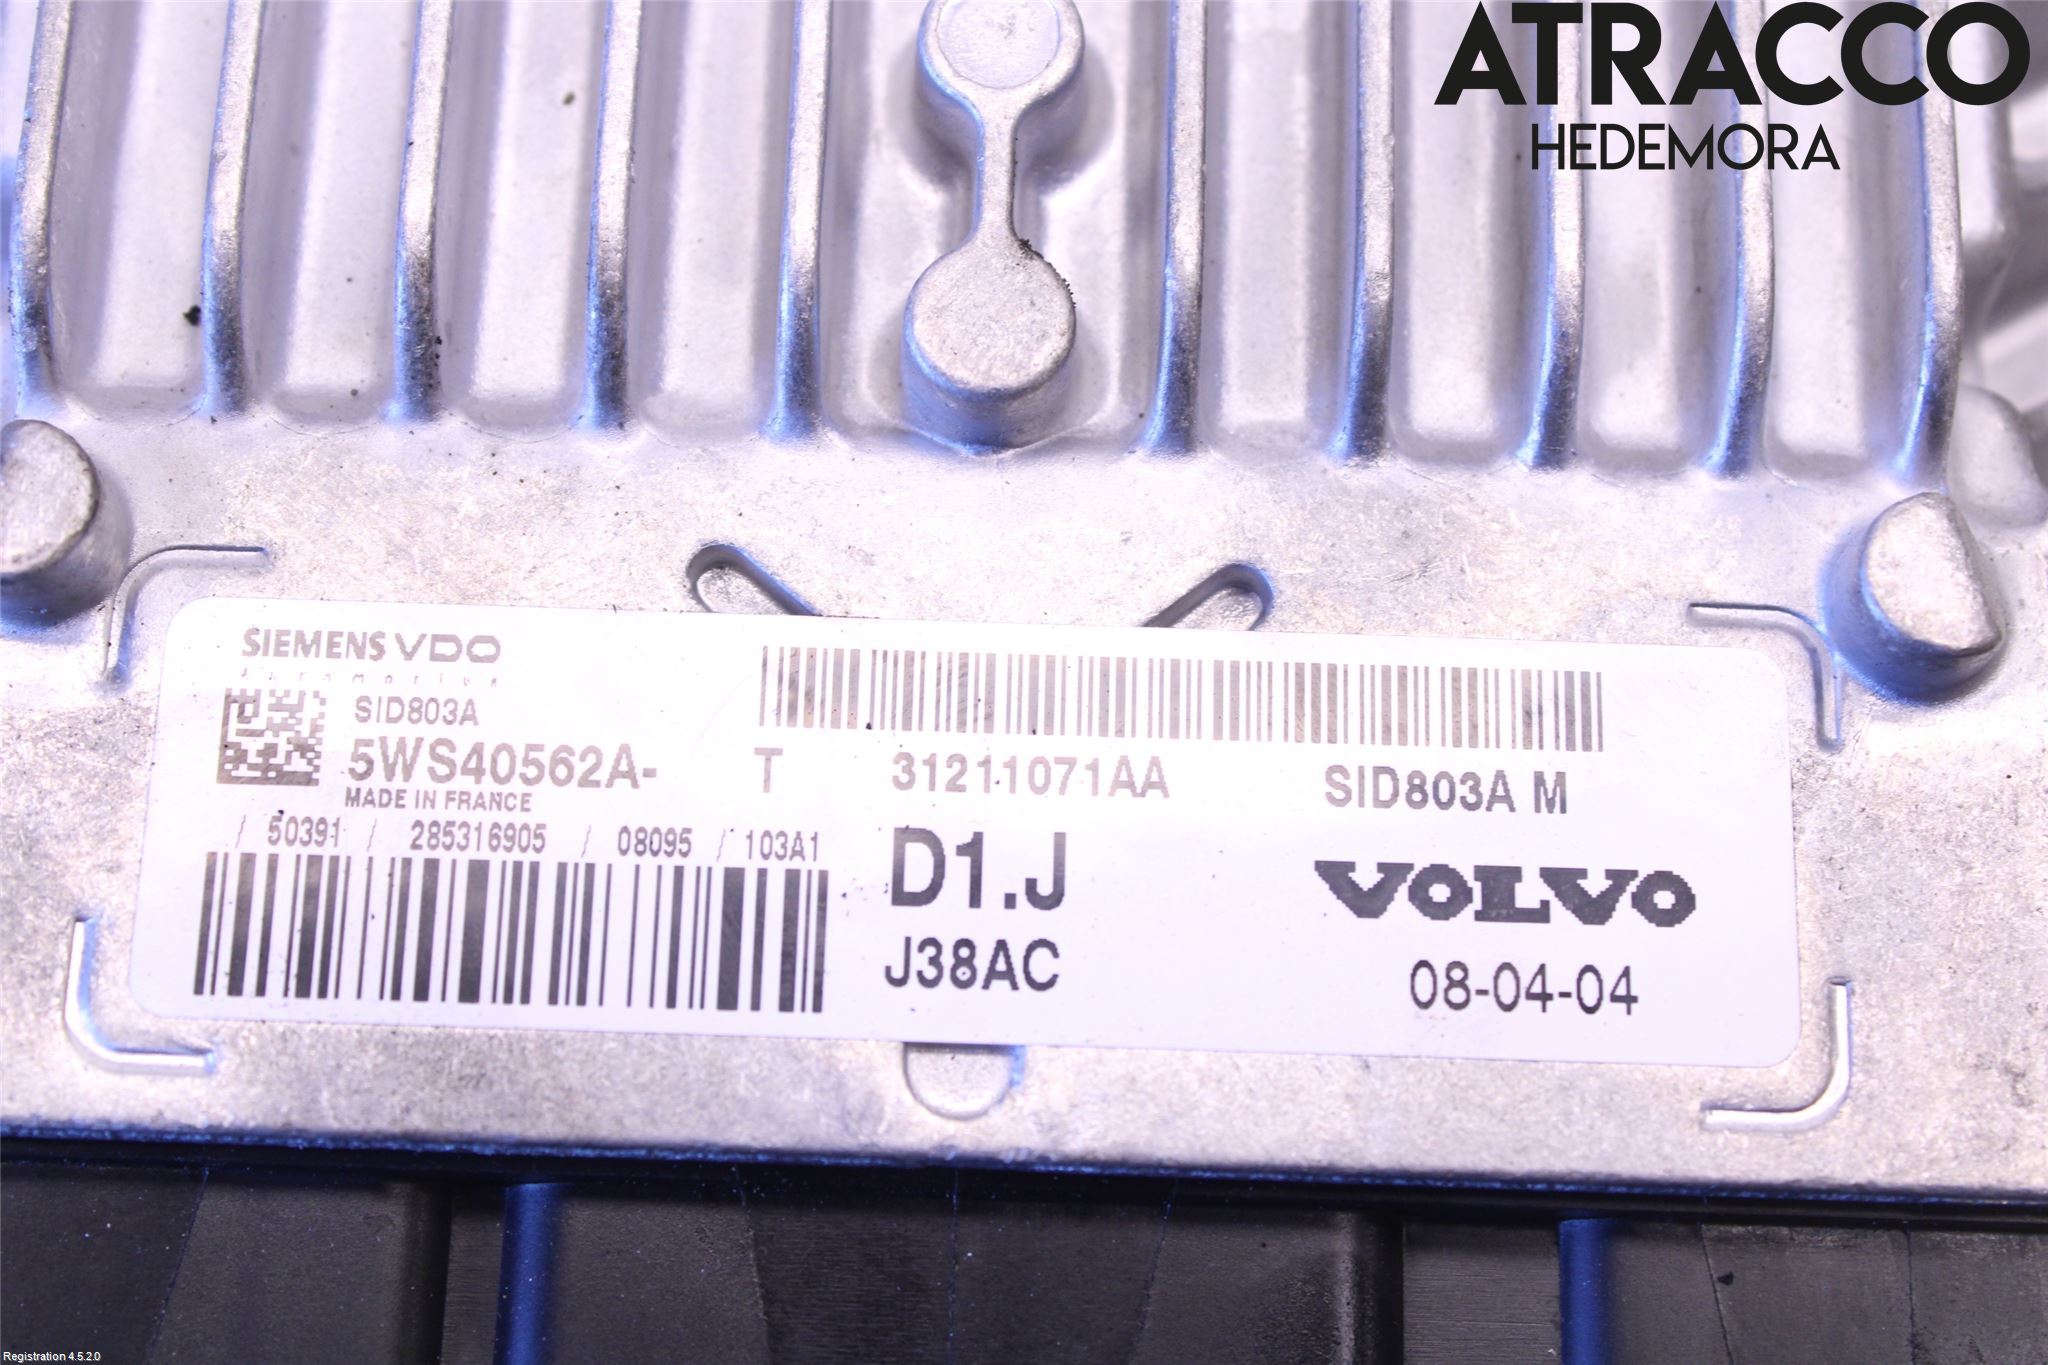 ATRACCO
HEDEMORA
SIEMENS VDO
Automotive
SID803A
5WS40562A- T
MADE IN FRANCE
/ 50391 / 285316905 / 08095 / 103A1
31211071AA SID803A M
D1.J
VOLVO
J38AC
08-04-04
Registration 4.5.2.0